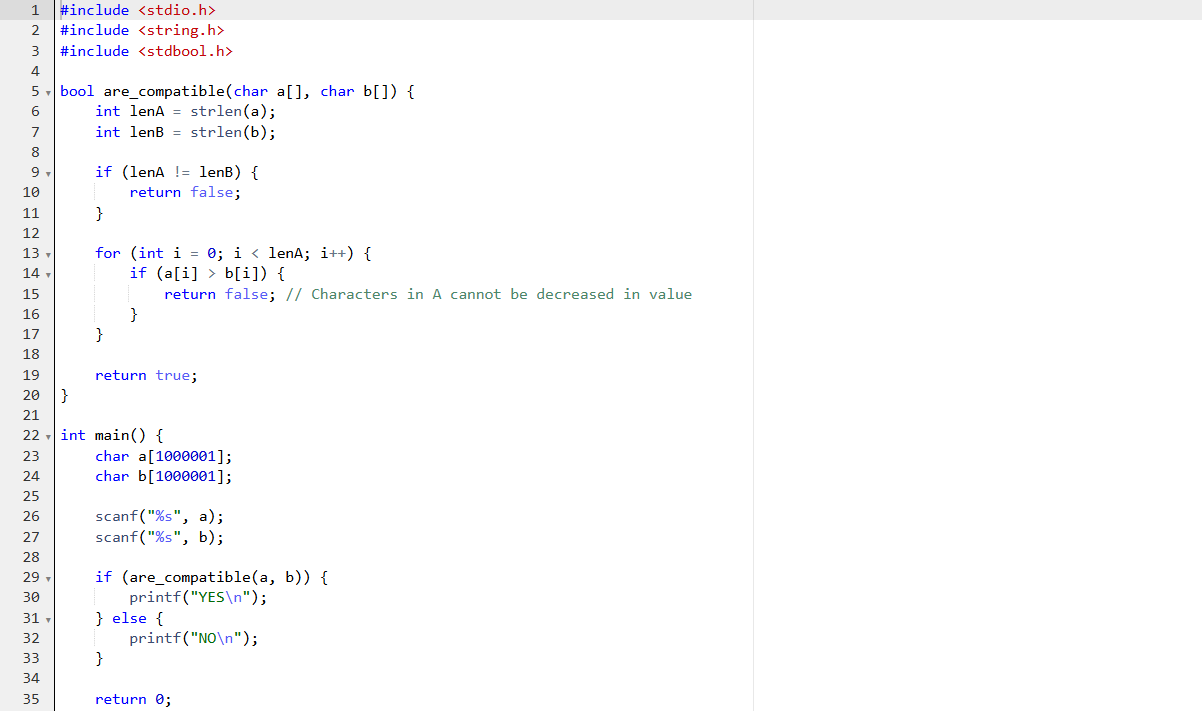 1 #include <stdio.h>
2 #include <string.h>
3 #include <stdbool.h>
4
5 bool are_compatible(char a[], char b[]) {
6     int lenA = strlen(a);
7     int lenB = strlen(b);
8
9     if (lenA != lenB) {
10         return false;
11     }
12
13     for (int i = 0; i < lenA; i++) {
14         if (a[i] > b[i]) {
15             return false; // Characters in A cannot be decreased in value
16         }
17     }
18
19     return true;
20 }
21
22 int main() {
23     char a[1000001];
24     char b[1000001];
25
26     scanf("%s", a);
27     scanf("%s", b);
28
29     if (are_compatible(a, b)) {
30         printf("YES\n");
31     } else {
32         printf("NO\n");
33     }
34
35     return 0;